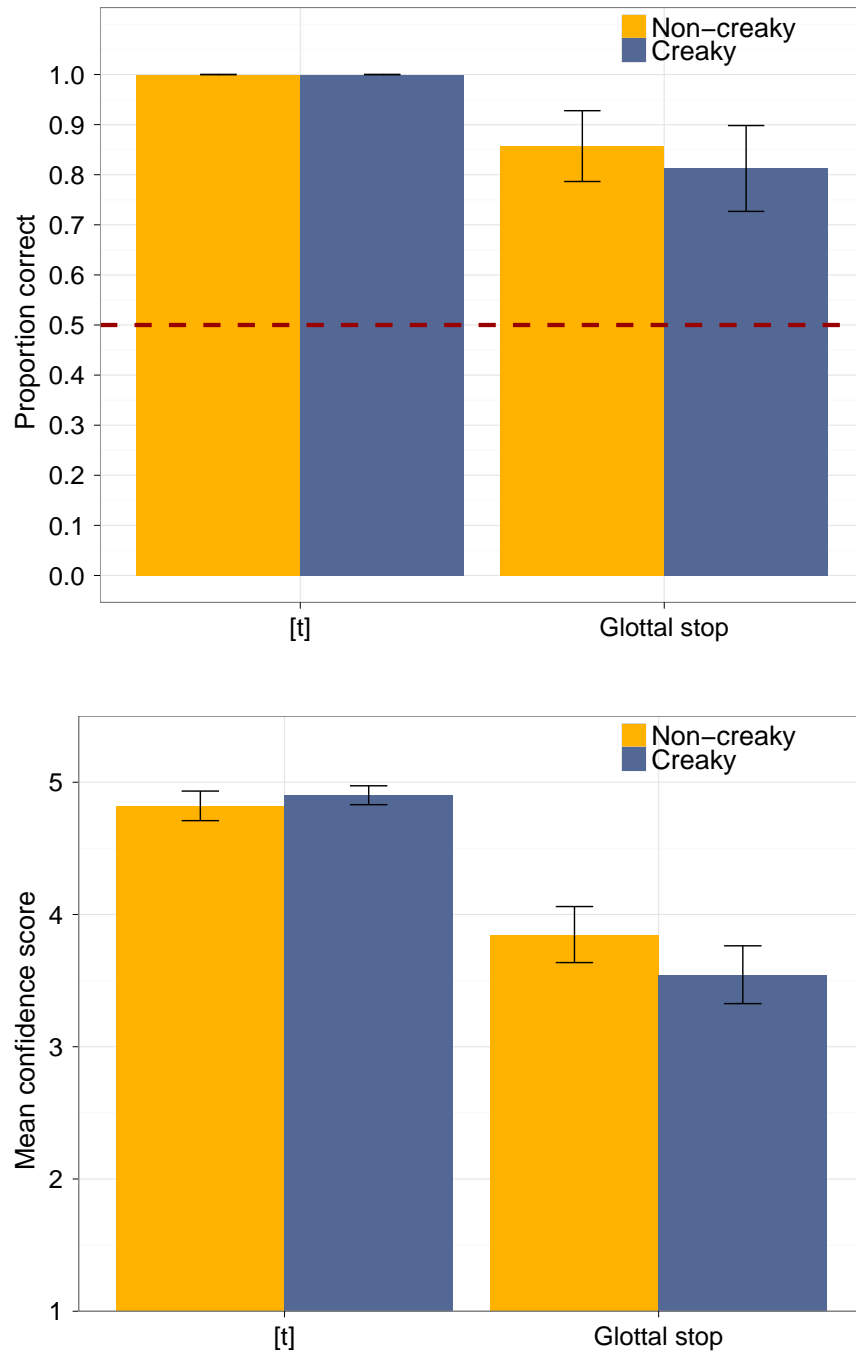 Non−creaky
Creaky
1.0
0.9
0.8
0.7
0.6
0.5
0.4
0.3
0.2
0.1
0.0
Proportion correct
[t] Glottal stop
Non−creaky
Creaky
5
4
3
2
1
Mean confidence score
[t] Glottal stop